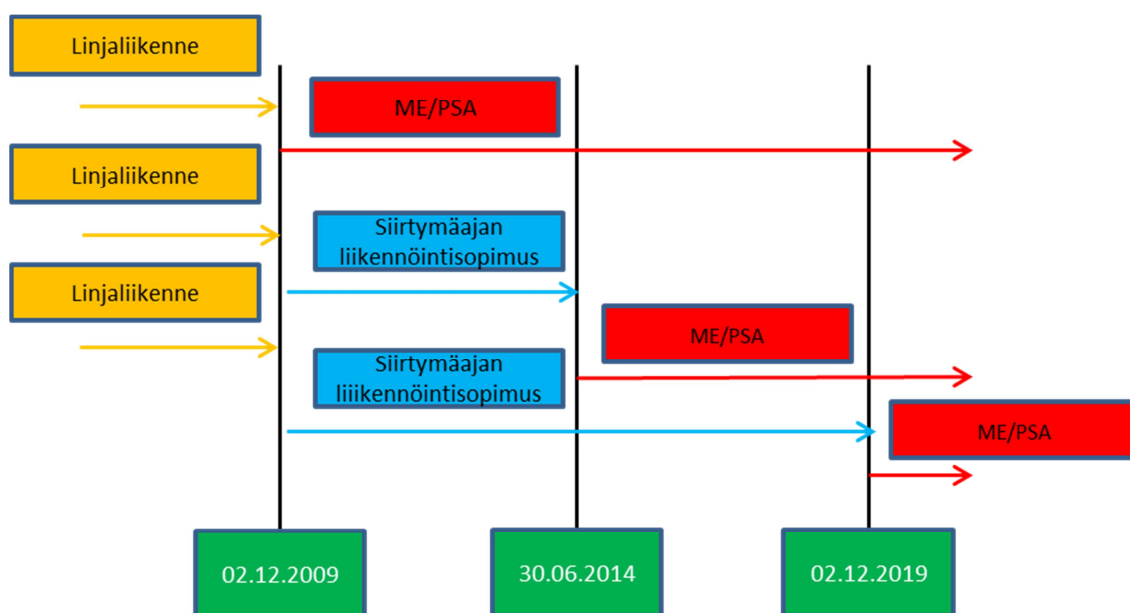 Linjaliikenne
ME/PSA
Linjaliikenne
Siirtymäajan
liikennöintisopimus
Linjaliikenne
ME/PSA
Siirtymäajan
liiikennöintisopimus
ME/PSA
02.12.2009
30.06.2014
02.12.2019